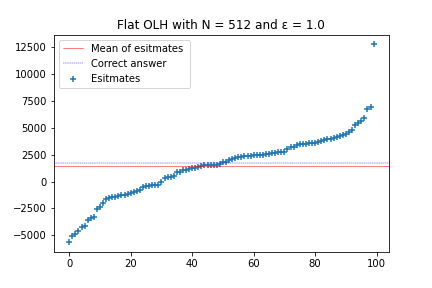 Flat OLH with N = 512 and ε = 1.0
Mean of esitmates
Correct answer
Esitmates
12500
10000
7500
5000
2500
0
−2500
−5000
0 20 40 60 80 100